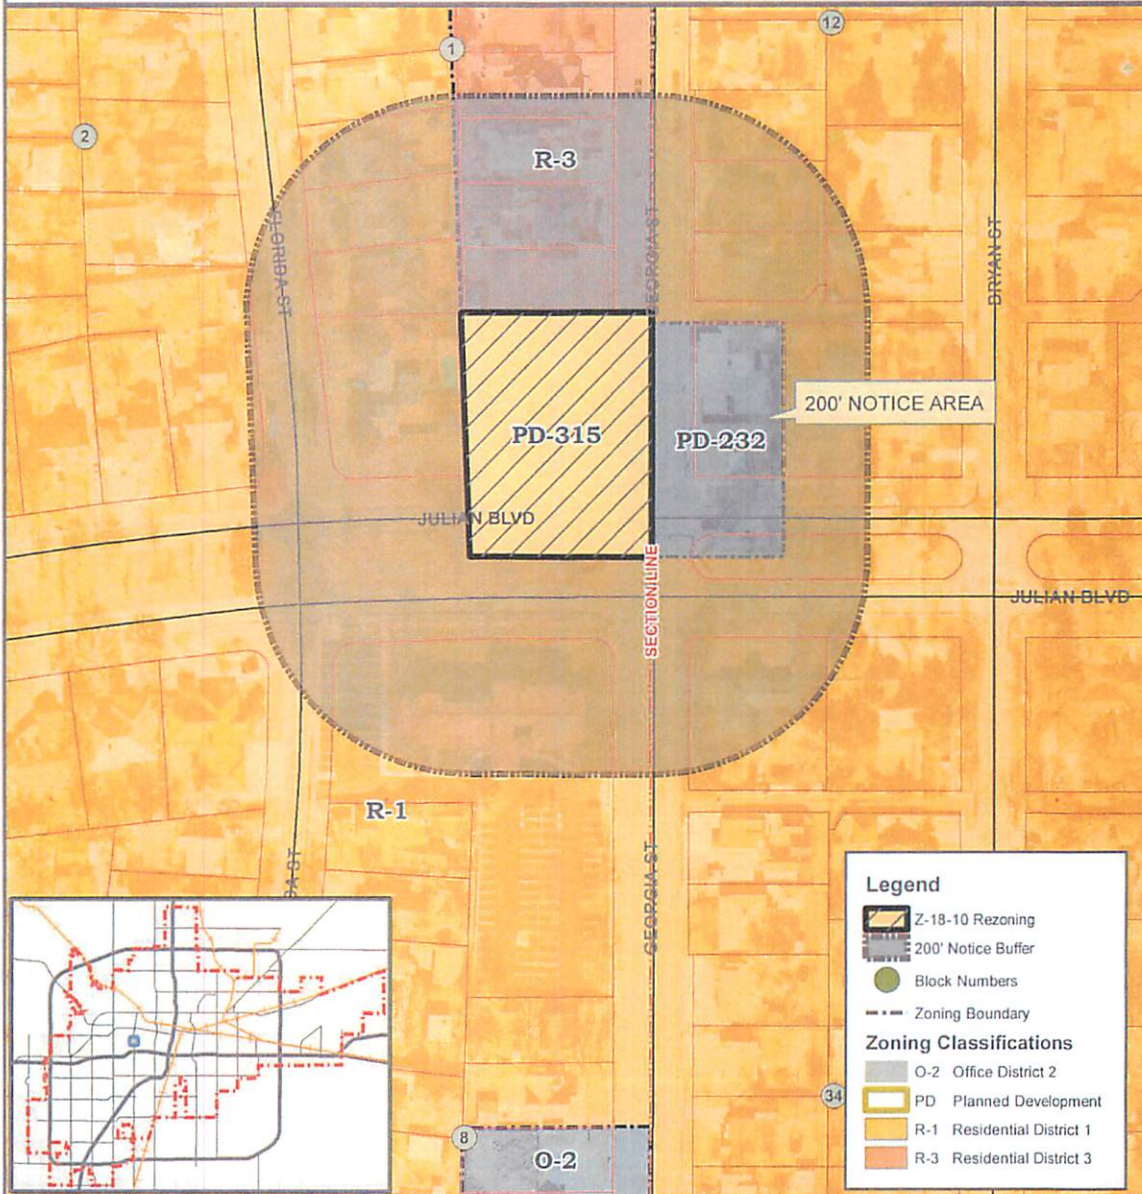 12
1
2
R-3
FLORIDA ST
GEORGIA ST
BRYAN ST
200' NOTICE AREA
PD-315
PD-232
JULIAN BLVD
SECTION LINE
JULIAN BLVD
R-1
DA ST
GEORGIA ST
Legend
Z-18-10 Rezoning
200' Notice Buffer
Block Numbers
Zoning Boundary
Zoning Classifications
O-2 Office District 2
PD Planned Development
R-1 Residential District 1
R-3 Residential District 3
34
8
O-2